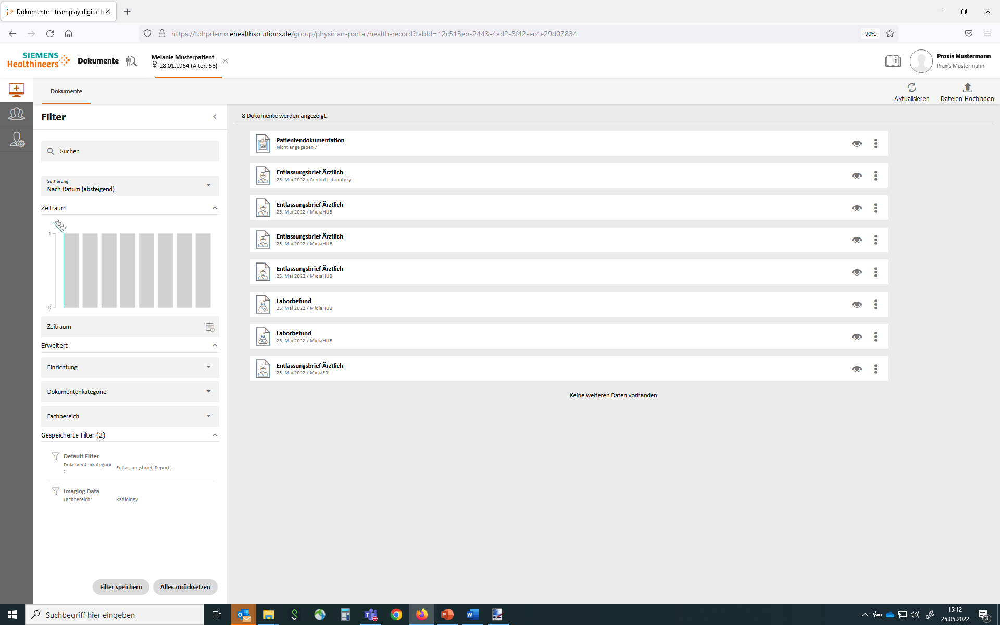 Dokumente - teamplay digital h
https://tdhpdemo.ehealthsolutions.de/group/physician-portal/health-record?tabId=12c513eb-2443-4ad2-8f42-ec4e29d07834
90%
SIEMENS
Healthineers
Dokumente
Melanie Musterpatient
18.01.1964 (Alter: 58)
Praxis Mustermann
Praxis Mustermann
Dokumente
Aktualisieren
Dateien Hochladen
Filter
Suchen
Sortierung
Nach Datum (absteigend)
Zeitraum
2022
1
0
Zeitraum
Erweitert
Einrichtung
Dokumentenkategorie
Fachbereich
Gespeicherte Filter (2)
Default Filter
Dokumentenkategorie
:
Entlassungsbrief, Reports
Imaging Data
Fachbereich:
Radiology
Filter speichern
Alles zurücksetzen
8 Dokumente werden angezeigt.
Patientendokumentation
Nicht angegeben /
Entlassungsbrief Ärztlich
25. Mai 2022 / Central Laboratory
Entlassungsbrief Ärztlich
25. Mai 2022 / MidiaHUB
Entlassungsbrief Ärztlich
25. Mai 2022 / MidiaHUB
Entlassungsbrief Ärztlich
25. Mai 2022 / MidiaHUB
Laborbefund
25. Mai 2022 / MidiaHUB
Laborbefund
25. Mai 2022 / MidiaHUB
Entlassungsbrief Ärztlich
25. Mai 2022 / MidiaERL
Keine weiteren Daten vorhanden
Suchbegriff hier eingeben
15:12
25.05.2022
3